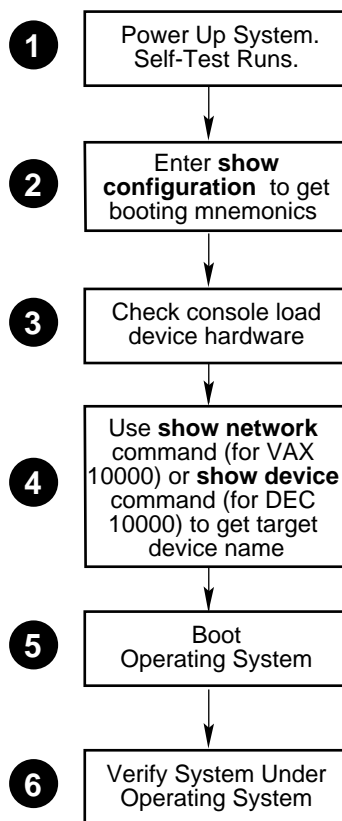 1
Power Up System.
Self-Test Runs.
2
Enter show
configuration to get
booting mnemonics
3
Check console load
device hardware
4
Use show network
command (for VAX
10000) or show device
command (for DEC
10000) to get target
device name
5
Boot
Operating System
6
Verify System Under
Operating System